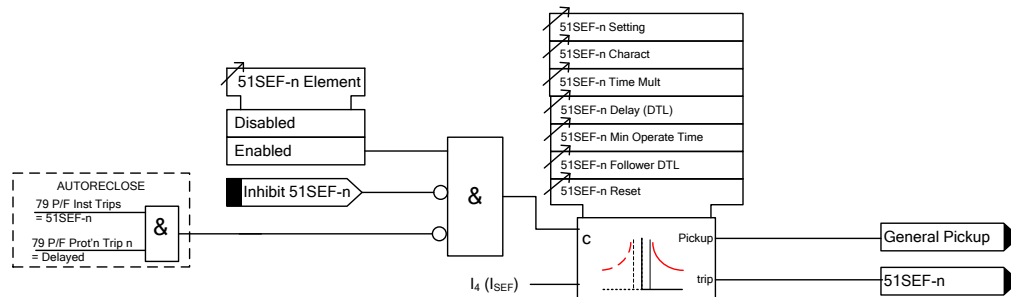 51SEF-n Setting
51SEF-n Charact
51SEF-n Time Mult
51SEF-n Delay (DTL)
51SEF-n Min Operate Time
51SEF-n Follower DTL
51SEF-n Reset
51SEF-n Element
Disabled
Enabled
Inhibit 51SEF-n
&
AUTORECLOSE
79 P/F Inst Trips
= 51SEF-n
&
79 P/F Prot'n Trip n
= Delayed
c
Pickup
trip
I4 (ISEF)
General Pickup
51SEF-n